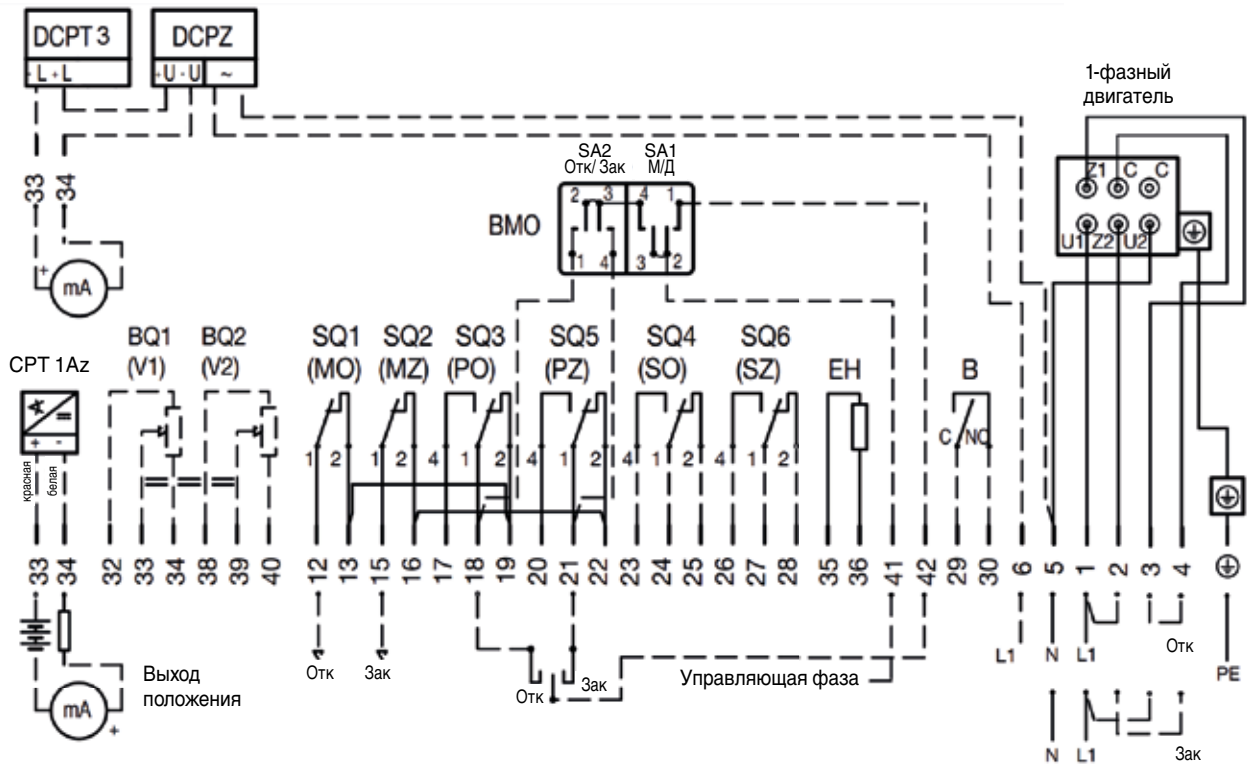 DCPT 3 DCPZ
- L + L +U - U ~
1-фазный
двигатель
33 34
mA
+
SA2 SA1
Отк/ Зак М/Д
2 3 4 1
BMO
1 4 3 2
Z1 C C
U1 Z2 U2
CPT 1Az
+ -
красная белая
BQ1 BQ2 SQ1 SQ2 SQ3 SQ5 SQ4 SQ6
(V1) (V2) (MO) (MZ) (PO) (PZ) (SO) (SZ) EH B
C NC
1 2 1 2 4 1 2 4 1 2 4 1 2 4 1 2
33 34 32 33 34 38 39 40 12 13 15 16 17 18 19 20 21 22 23 24 25 26 27 28 35 36 41 42 29 30 6 5 1 2 3 4
Отк Зак
Отк Зак
Выход
положения
mA
+
Управляющая фаза
L1 N L1 Отк PE
N L1 Зак